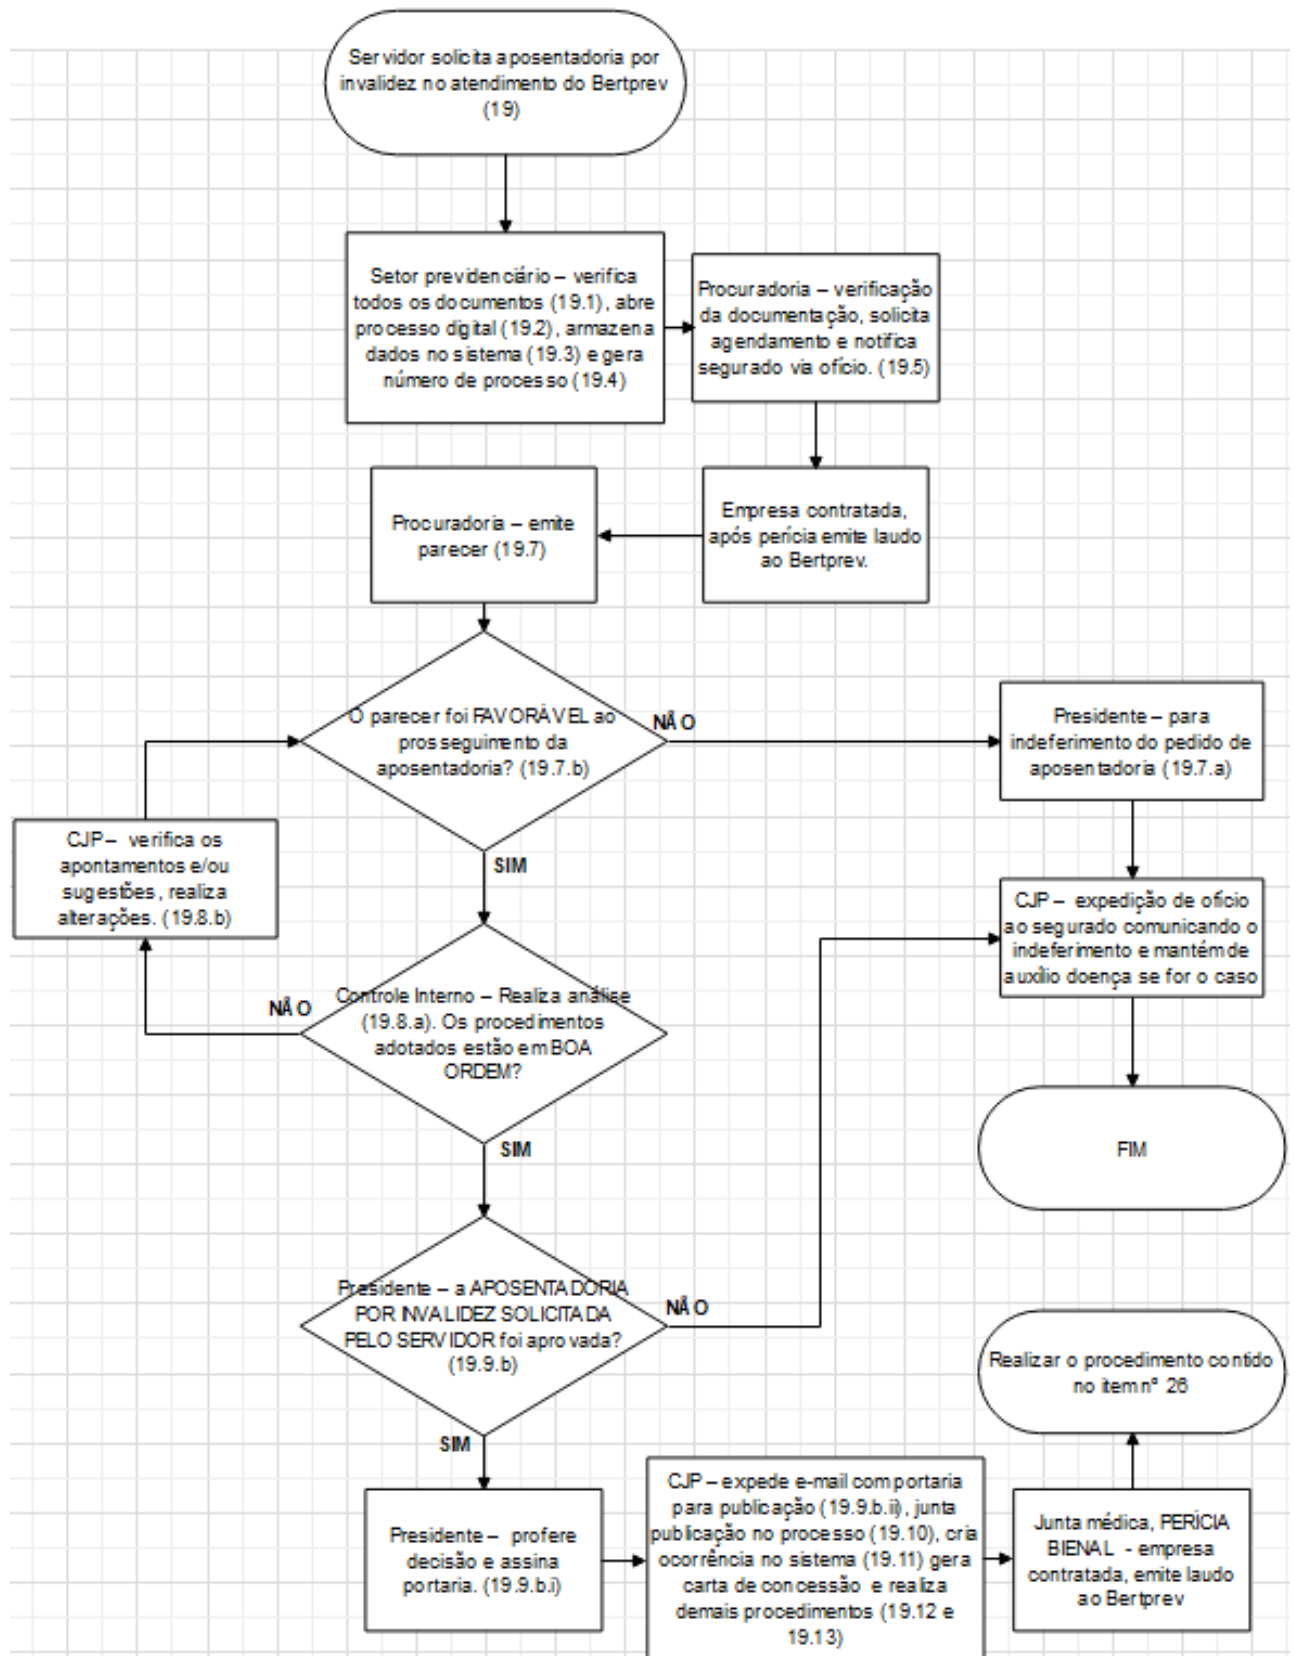 Servidor solicita aposentadoria por
invalidez no atendimento do Bertprev
(19)
Setor previdenciário – verifica
todos os documentos (19.1), abre
processo digital (19.2), armazena
dados no sistema (19.3) e gera
número de processo (19.4)
Procuradoria – verificação
da documentação, solicita
agendamento e notifica
segurado via ofício. (19.5)
Empresa contratada,
após perícia emite laudo
ao Bertprev.
Procuradoria – emite
parecer (19.7)
O parecer foi FAVORÁVEL ao
prosseguimento da
aposentadoria? (19.7.b)
NÃO
Presidente – para
indeferimento do pedido de
aposentadoria (19.7.a)
SIM
CJP – verifica os
apontamentos e/ou
sugestões, realiza
alterações. (19.8.b)
CJP – expedição de ofício
ao segurado comunicando o
indeferimento e mantém de
auxílio doença se for o caso
NÃO
Controle Interno – Realiza análise
(19.8.a). Os procedimentos
adotados estão em BOA
ORDEM?
SIM
FIM
Presidente – a APOSENTADORIA
POR INVALIDEZ SOLICITADA
PELO SERVIDOR foi aprovada?
(19.9.b)
NÃO
SIM
Realizar o procedimento contido
no item nº 26
Presidente – profere
decisão e assina
portaria. (19.9.b.i)
CJP – expede e-mail com portaria
para publicação (19.9.b.ii), junta
publicação no processo (19.10), cria
ocorrência no sistema (19.11) gera
carta de concessão e realiza
demais procedimentos (19.12 e
19.13)
Junta médica, PERÍCIA
BIENAL - empresa
contratada, emite laudo
ao Bertprev